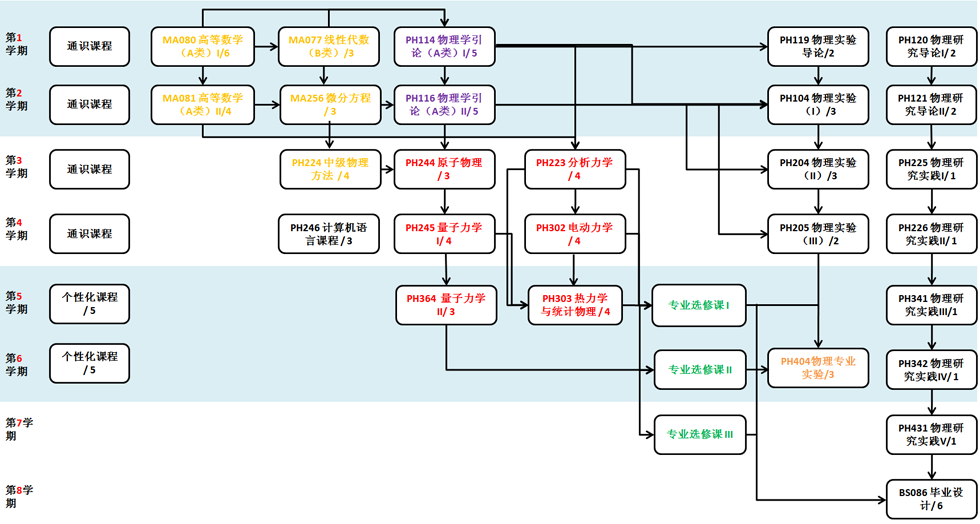 第1
学期
通识课程
MA080 高等数学
（A类）I/6
MA077 线性代数
（B类）/3
PH114 物理学引
论（A类）I/5
PH119 物理实验
导论/2
PH120 物理研
究导论I/2
第2
学期
通识课程
MA081 高等数学
（A类）II/4
MA256 微分方程
/ 3
PH116 物理学引
论（A类）II/5
PH104 物理实验
（I）/3
PH121 物理研
究导论II/2
第3
学期
通识课程
PH224 中级物理
方法 / 4
PH244 原子物理
/ 3
PH223 分析力学
/ 4
PH204 物理实验
（II）/3
PH225 物理研
究实践I/1
第4
学期
通识课程
PH246 计算机语
言课程 / 3
PH245 量子力学
I/ 4
PH302 电动力学
/ 4
PH205 物理实验
（III）/2
PH226 物理研
究实践II/1
第5
学期
个性化课程
/ 5
PH364 量子力学
II/ 3
PH303 热力学
与统计物理 / 4
专业选修课 I
PH341 物理研
究实践III/1
第6
学期
个性化课程
/ 5
专业选修课 II
PH404物理专业
实验/3
PH342 物理研
究实践IV/1
第7学
期
专业选修课 III
PH431 物理研
究实践V/1
第8学
期
BS086 毕业设
计/ 6